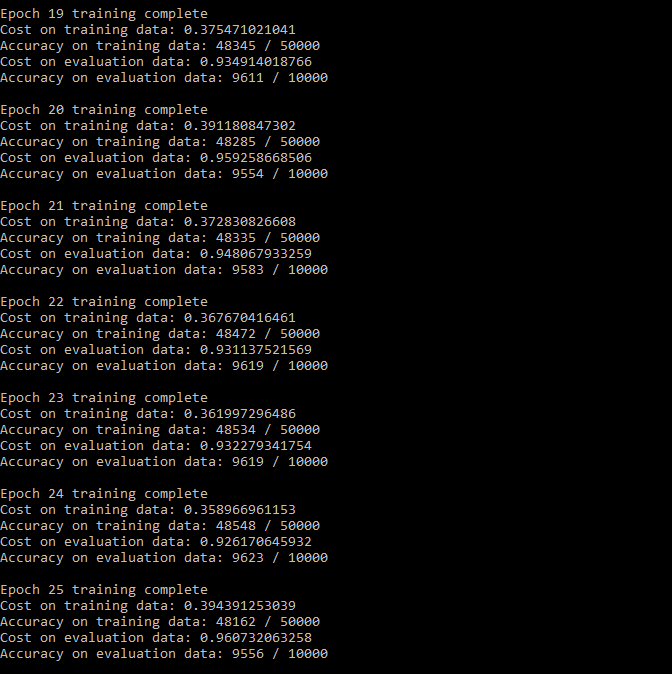 Epoch 19 training complete
Cost on training data: 0.375471021041
Accuracy on training data: 48345 / 50000
Cost on evaluation data: 0.934914018766
Accuracy on evaluation data: 9611 / 10000
Epoch 20 training complete
Cost on training data: 0.391180847302
Accuracy on training data: 48285 / 50000
Cost on evaluation data: 0.959258668506
Accuracy on evaluation data: 9554 / 10000
Epoch 21 training complete
Cost on training data: 0.372830826608
Accuracy on training data: 48335 / 50000
Cost on evaluation data: 0.948067933259
Accuracy on evaluation data: 9583 / 10000
Epoch 22 training complete
Cost on training data: 0.367670416461
Accuracy on training data: 48472 / 50000
Cost on evaluation data: 0.931137521569
Accuracy on evaluation data: 9619 / 10000
Epoch 23 training complete
Cost on training data: 0.361997296486
Accuracy on training data: 48534 / 50000
Cost on evaluation data: 0.932279341754
Accuracy on evaluation data: 9619 / 10000
Epoch 24 training complete
Cost on training data: 0.358966961153
Accuracy on training data: 48548 / 50000
Cost on evaluation data: 0.926170645932
Accuracy on evaluation data: 9623 / 10000
Epoch 25 training complete
Cost on training data: 0.394391253039
Accuracy on training data: 48162 / 50000
Cost on evaluation data: 0.960732063258
Accuracy on evaluation data: 9556 / 10000